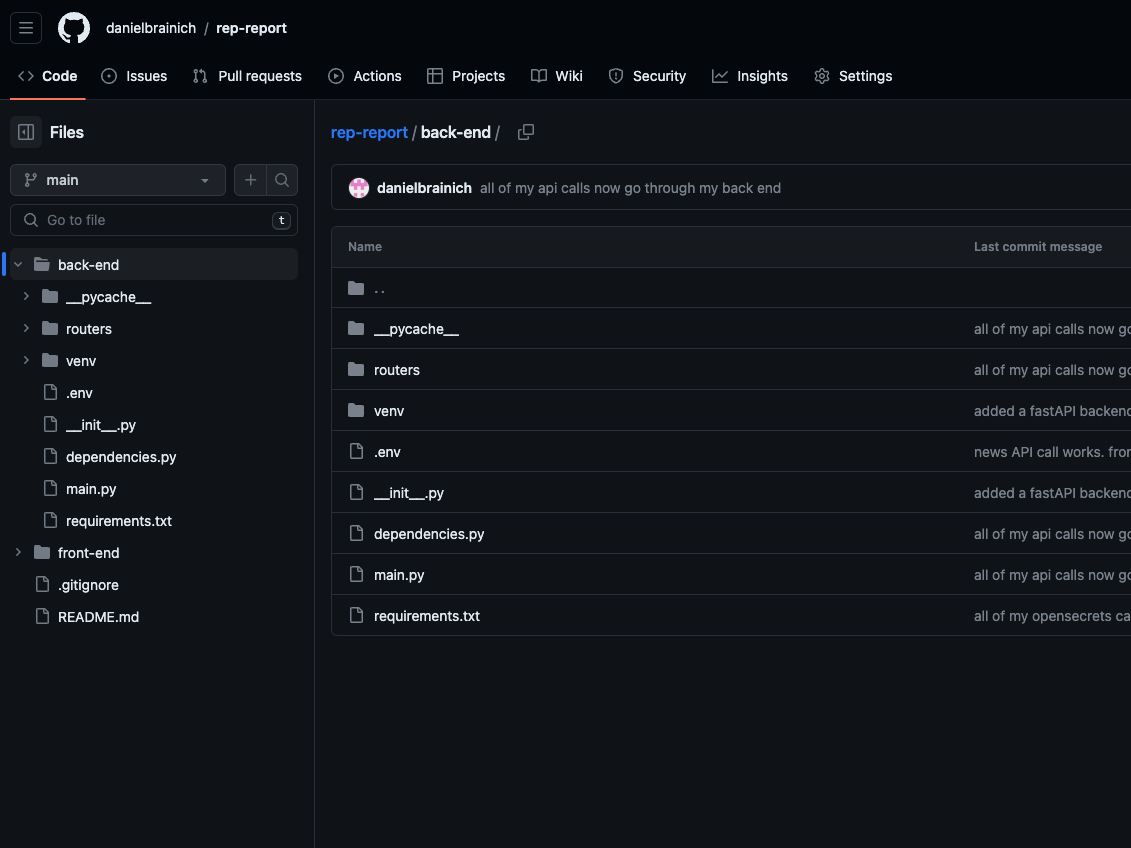 danielbrainich / rep-report
Code Issues Pull requests Actions Projects Wiki Security Insights Settings
Files
main
Go to file t
back-end
__pycache__
routers
venv
.env
__init__.py
dependencies.py
main.py
requirements.txt
front-end
.gitignore
README.md
rep-report / back-end /
danielbrainich all of my api calls now go through my back end
Name Last commit message
..
__pycache__ all of my api calls now go
routers all of my api calls now go
venv added a fastAPI backend
.env news API call works. fron
__init__.py added a fastAPI backend
dependencies.py all of my api calls now go
main.py all of my api calls now go
requirements.txt all of my opensecrets ca